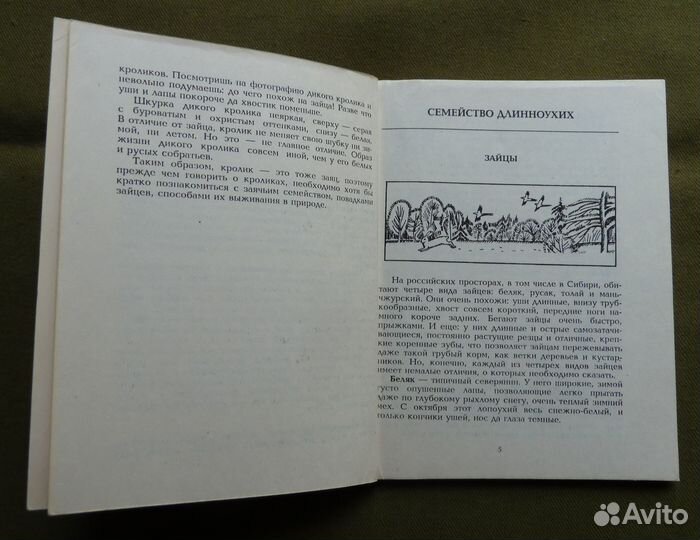 кроликов. Посмотришь на фотографию дикого кролика и
невольно подумаешь: до чего похож на зайца! Разве что
уши и лапы покороче да хвостик поменьше.
Шкурка дикого кролика неяркая, сверху — серая
с буроватым и охристым оттенками, снизу — белая.
В отличие от зайца, кролик не меняет свою шубку ни зи-
мой, ни летом. Но это — не главное отличие. Образ
жизни дикого кролика совсем иной, чем у его белых
и русых собратьев.
Таким образом, кролик — это тоже заяц, поэтому
прежде чем говорить о кроликах, необходимо хотя бы
кратко познакомиться с заячьим семейством, повадками
зайцев, способами их выживания в природе.
СЕМЕЙСТВО ДЛИННОУХИХ
ЗАЙЦЫ
На российских просторах, в том числе в Сибири, оби-
тают четыре вида зайцев: беляк, русак, толай и мань-
чжурский. Они очень похожи: уши длинные, внизу труб-
кообразные, хвост совсем короткий, передние ноги на-
много короче задних. Бегают зайцы очень быстро,
прыжками. И еще: у них длинные и острые самозатачи-
вающиеся, постоянно растущие резцы и отличные, креп-
кие коренные зубы, что позволяет зайцам пережевывать
даже такой грубый корм, как ветки деревьев и кустар-
ников. Но, конечно, каждый из четырех видов зайцев
имеет немалые отличия, о которых необходимо сказать.
Беляк — типичный северянин. У него широкие, зимой
густо опушенные лапы, позволяющие легко прыгать
даже по глубокому рыхлому снегу, очень теплый зимний
мех. С октября этот лопоухий весь снежно-белый, и
только кончики ушей, нос да глаза темные.
5
Avito